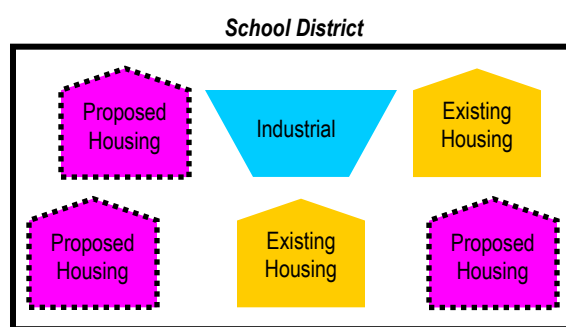 School District
Proposed
Housing
Industrial
Existing
Housing
Proposed
Housing
Existing
Housing
Proposed
Housing